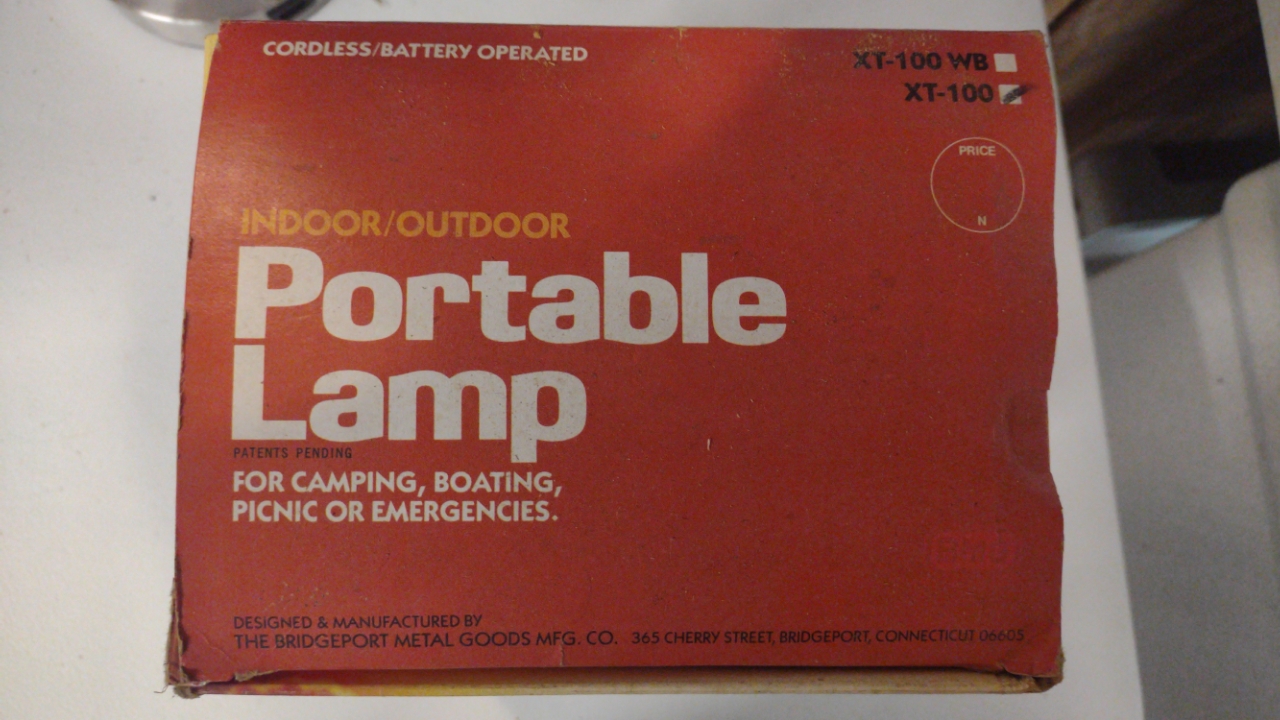 CORDLESS/BATTERY OPERATED
XT-100 WB
XT-100
PRICE
N
INDOOR/OUTDOOR
Portable
Lamp
PATENTS PENDING
FOR CAMPING, BOATING,
PICNIC OR EMERGENCIES.
DESIGNED & MANUFACTURED BY
THE BRIDGEPORT METAL GOODS MFG. CO. 365 CHERRY STREET, BRIDGEPORT, CONNECTICUT 06605